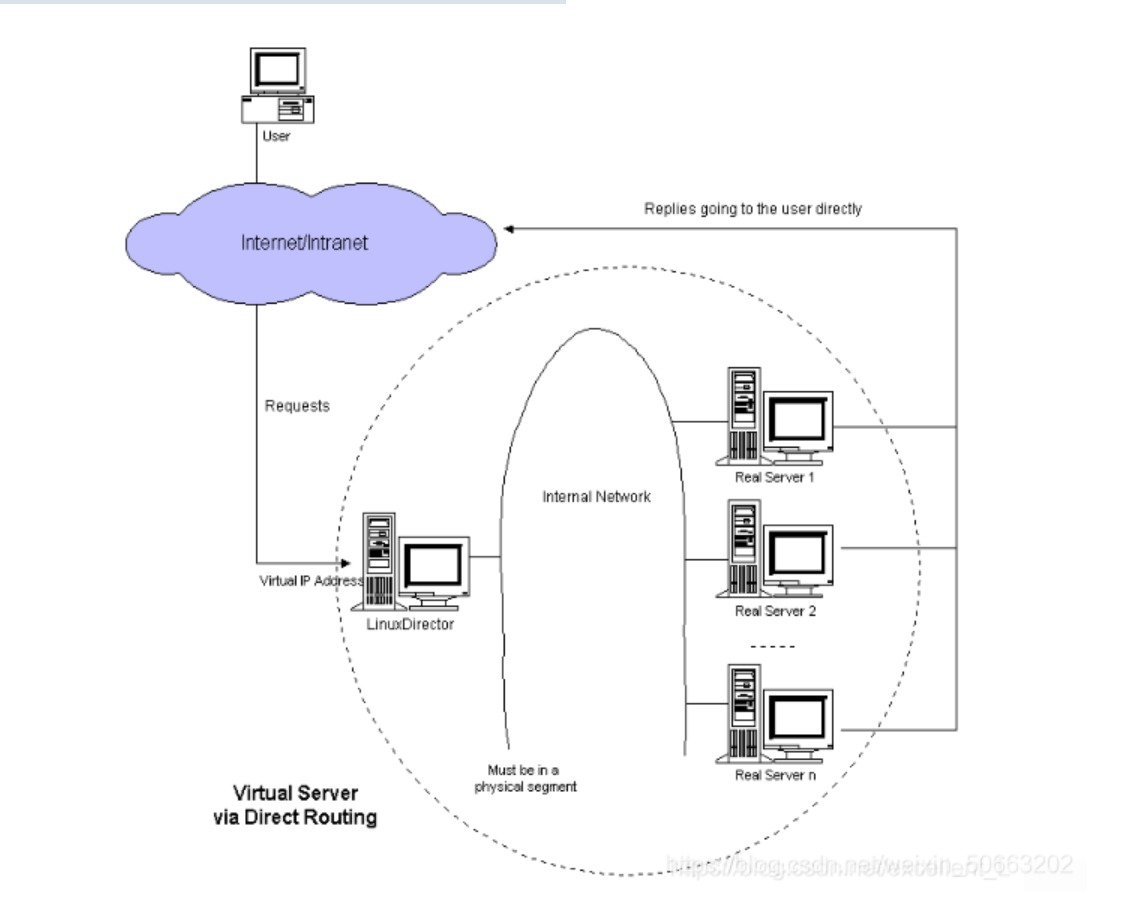 User
Replies going to the user directly
Internet/Intranet
Requests
Real Server 1
Internal Network
Virtual IP Address
Real Server 2
LinuxDirector
-----
Real Server n
Must be in a
physical segment
Virtual Server
via Direct Routing
https://blog.csdn.net/weixin_50663202